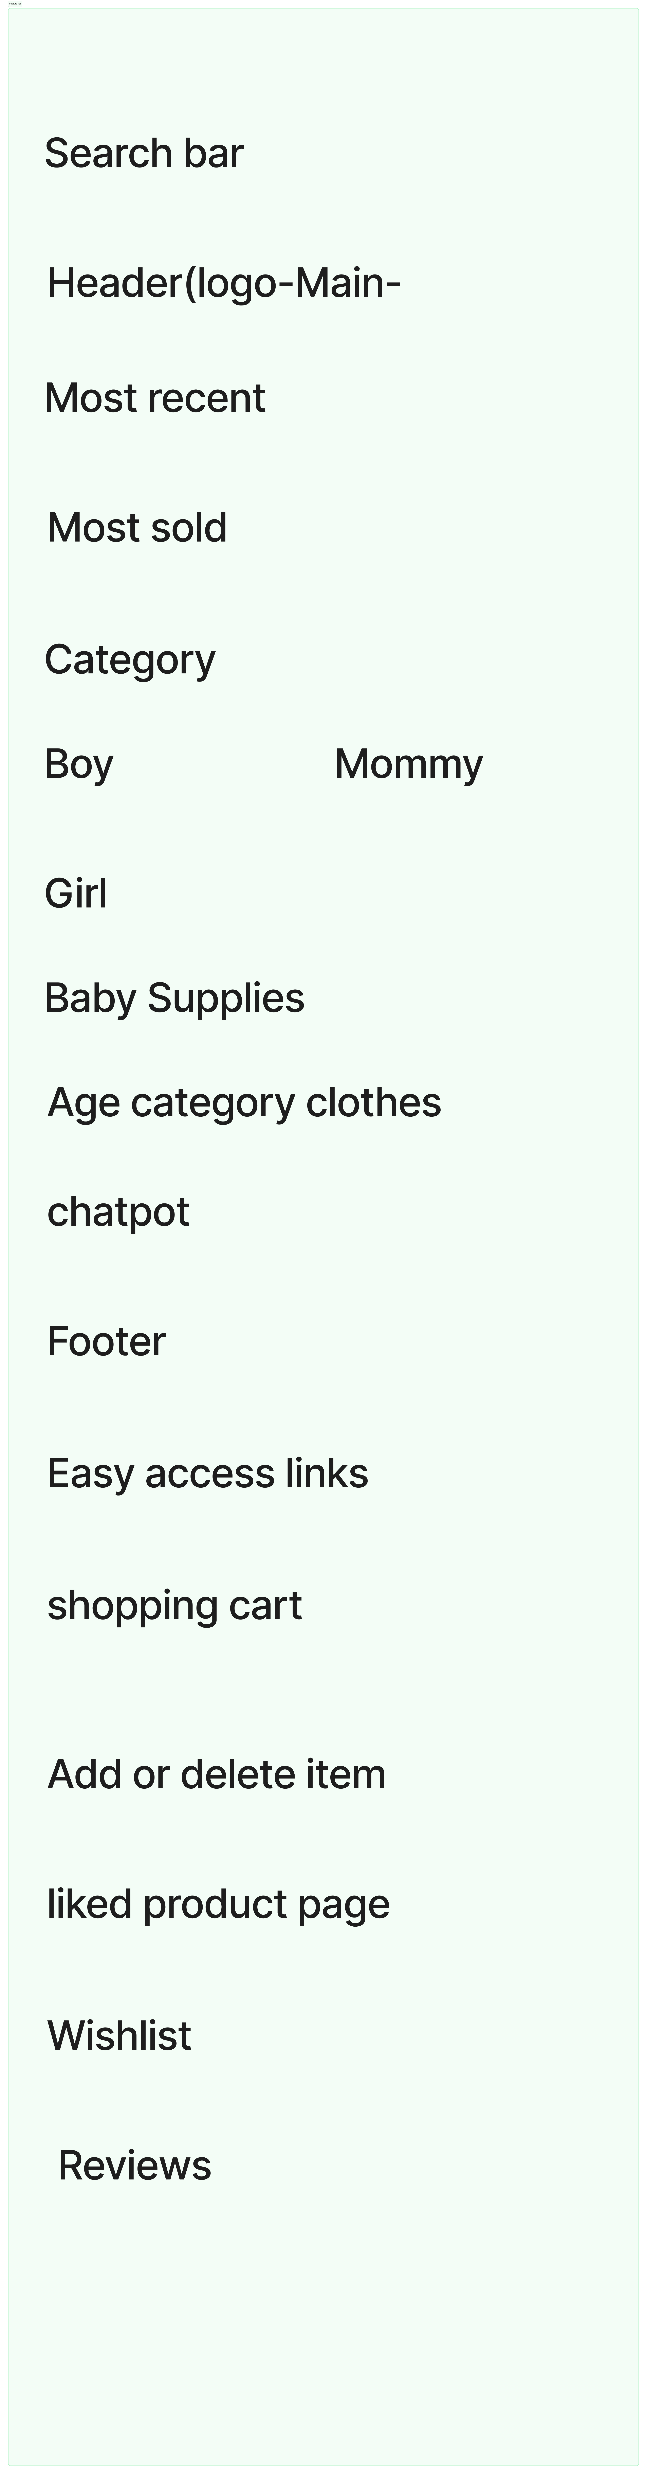 Search bar
Header(logo-Main-
Most recent
Most sold
Category
Boy
Mommy
Girl
Baby Supplies
Age category clothes
chatpot
Footer
Easy access links
shopping cart
Add or delete item
liked product page
Wishlist
Reviews